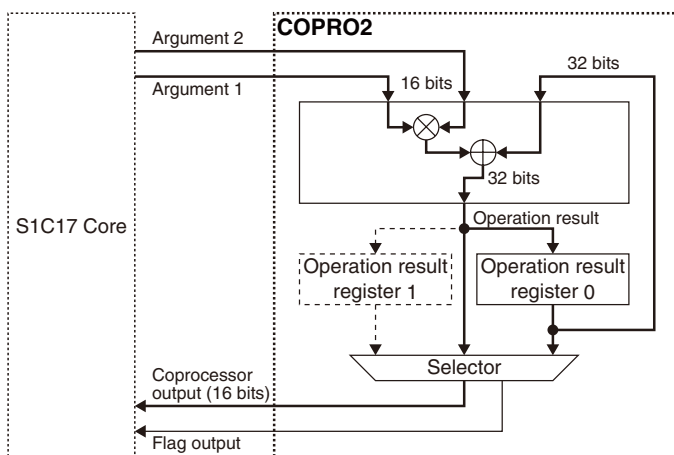 COPRO2
Argument 2
32 bits
16 bits
Argument 1
32 bits
S1C17 Core
Operation result
Operation result
register 1
Operation result
register 0
Selector
Coprocessor
output (16 bits)
Flag output